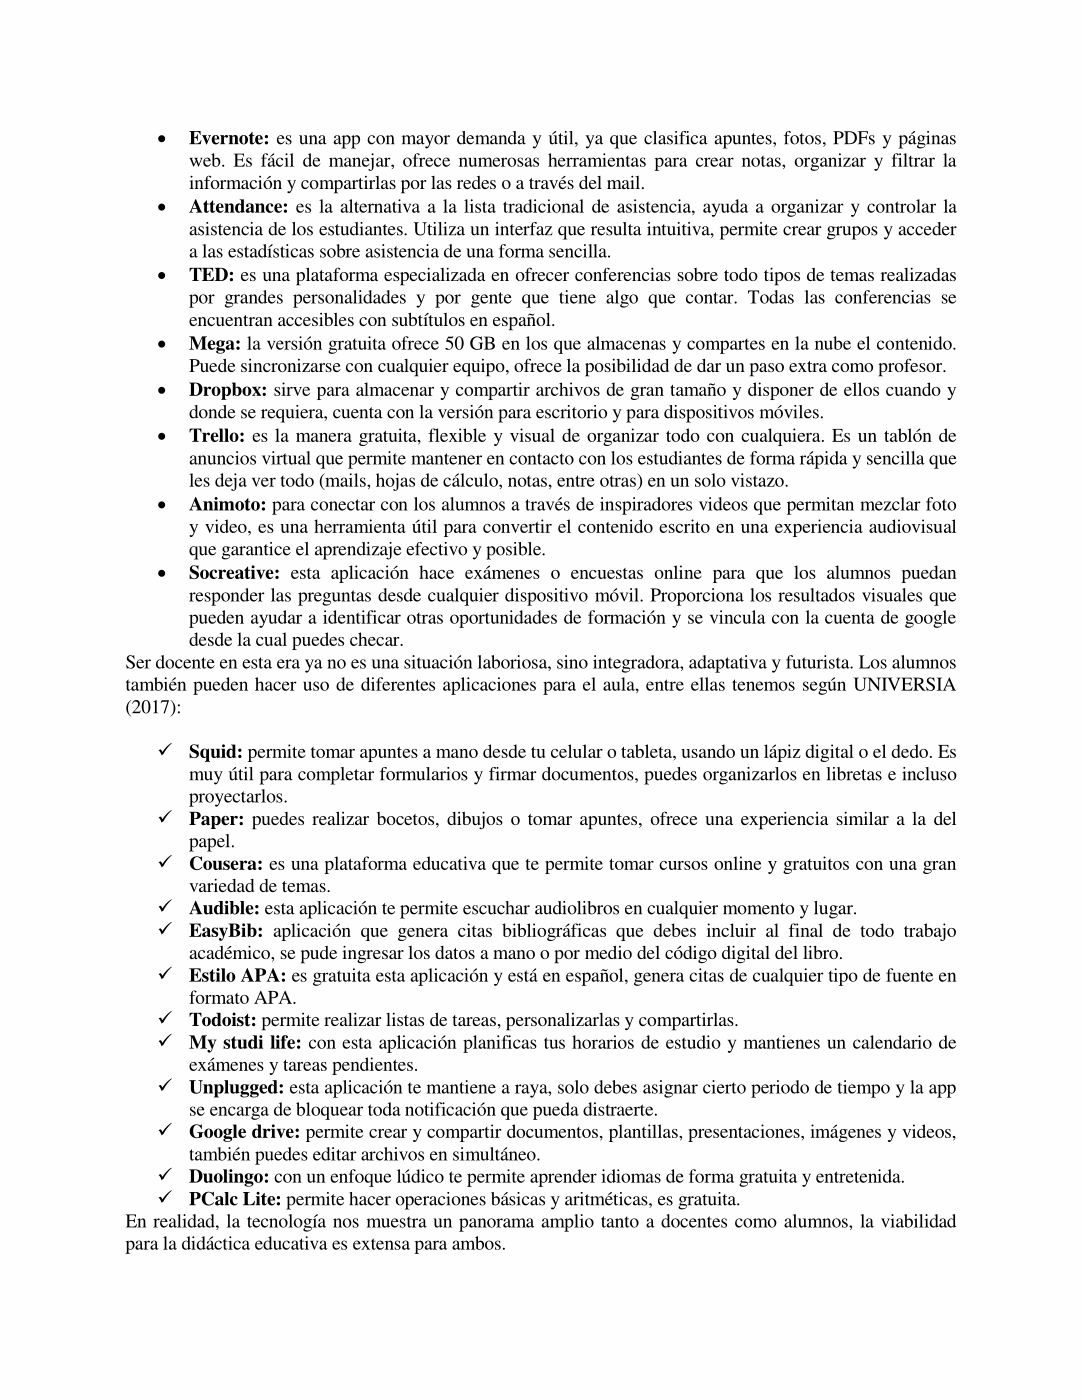 • Evernote: es una app con mayor demanda y útil, ya que clasifica apuntes, fotos, PDFs y páginas
web. Es fácil de manejar, ofrece numerosas herramientas para crear notas, organizar y filtrar la
información y compartirlas por las redes o a través del mail.
• Attendance: es la alternativa a la lista tradicional de asistencia, ayuda a organizar y controlar la
asistencia de los estudiantes. Utiliza un interfaz que resulta intuitiva, permite crear grupos y acceder
a las estadísticas sobre asistencia de una forma sencilla.
• TED: es una plataforma especializada en ofrecer conferencias sobre todo tipos de temas realizadas
por grandes personalidades y por gente que tiene algo que contar. Todas las conferencias se
encuentran accesibles con subtítulos en español.
• Mega: la versión gratuita ofrece 50 GB en los que almacenas y compartes en la nube el contenido.
Puede sincronizarse con cualquier equipo, ofrece la posibilidad de dar un paso extra como profesor.
• Dropbox: sirve para almacenar y compartir archivos de gran tamaño y disponer de ellos cuando y
donde se requiera, cuenta con la versión para escritorio y para dispositivos móviles.
• Trello: es la manera gratuita, flexible y visual de organizar todo con cualquiera. Es un tablón de
anuncios virtual que permite mantener en contacto con los estudiantes de forma rápida y sencilla que
les deja ver todo (mails, hojas de cálculo, notas, entre otras) en un solo vistazo.
• Animoto: para conectar con los alumnos a través de inspiradores videos que permitan mezclar foto
y video, es una herramienta útil para convertir el contenido escrito en una experiencia audiovisual
que garantice el aprendizaje efectivo y posible.
• Socreative: esta aplicación hace exámenes o encuestas online para que los alumnos puedan
responder las preguntas desde cualquier dispositivo móvil. Proporciona los resultados visuales que
pueden ayudar a identificar otras oportunidades de formación y se vincula con la cuenta de google
desde la cual puedes checar.
Ser docente en esta era ya no es una situación laboriosa, sino integradora, adaptativa y futurista. Los alumnos
también pueden hacer uso de diferentes aplicaciones para el aula, entre ellas tenemos según UNIVERSIA
(2017):
✓ Squid: permite tomar apuntes a mano desde tu celular o tableta, usando un lápiz digital o el dedo. Es
muy útil para completar formularios y firmar documentos, puedes organizarlos en libretas e incluso
proyectarlos.
✓ Paper: puedes realizar bocetos, dibujos o tomar apuntes, ofrece una experiencia similar a la del
papel.
✓ Cousera: es una plataforma educativa que te permite tomar cursos online y gratuitos con una gran
variedad de temas.
✓ Audible: esta aplicación te permite escuchar audiolibros en cualquier momento y lugar.
✓ EasyBib: aplicación que genera citas bibliográficas que debes incluir al final de todo trabajo
académico, se pude ingresar los datos a mano o por medio del código digital del libro.
✓ Estilo APA: es gratuita esta aplicación y está en español, genera citas de cualquier tipo de fuente en
formato APA.
✓ Todoist: permite realizar listas de tareas, personalizarlas y compartirlas.
✓ My studi life: con esta aplicación planificas tus horarios de estudio y mantienes un calendario de
exámenes y tareas pendientes.
✓ Unplugged: esta aplicación te mantiene a raya, solo debes asignar cierto periodo de tiempo y la app
se encarga de bloquear toda notificación que pueda distraerte.
✓ Google drive: permite crear y compartir documentos, plantillas, presentaciones, imágenes y videos,
también puedes editar archivos en simultáneo.
✓ Duolingo: con un enfoque lúdico te permite aprender idiomas de forma gratuita y entretenida.
✓ PCalc Lite: permite hacer operaciones básicas y aritméticas, es gratuita.
En realidad, la tecnología nos muestra un panorama amplio tanto a docentes como alumnos, la viabilidad
para la didáctica educativa es extensa para ambos.